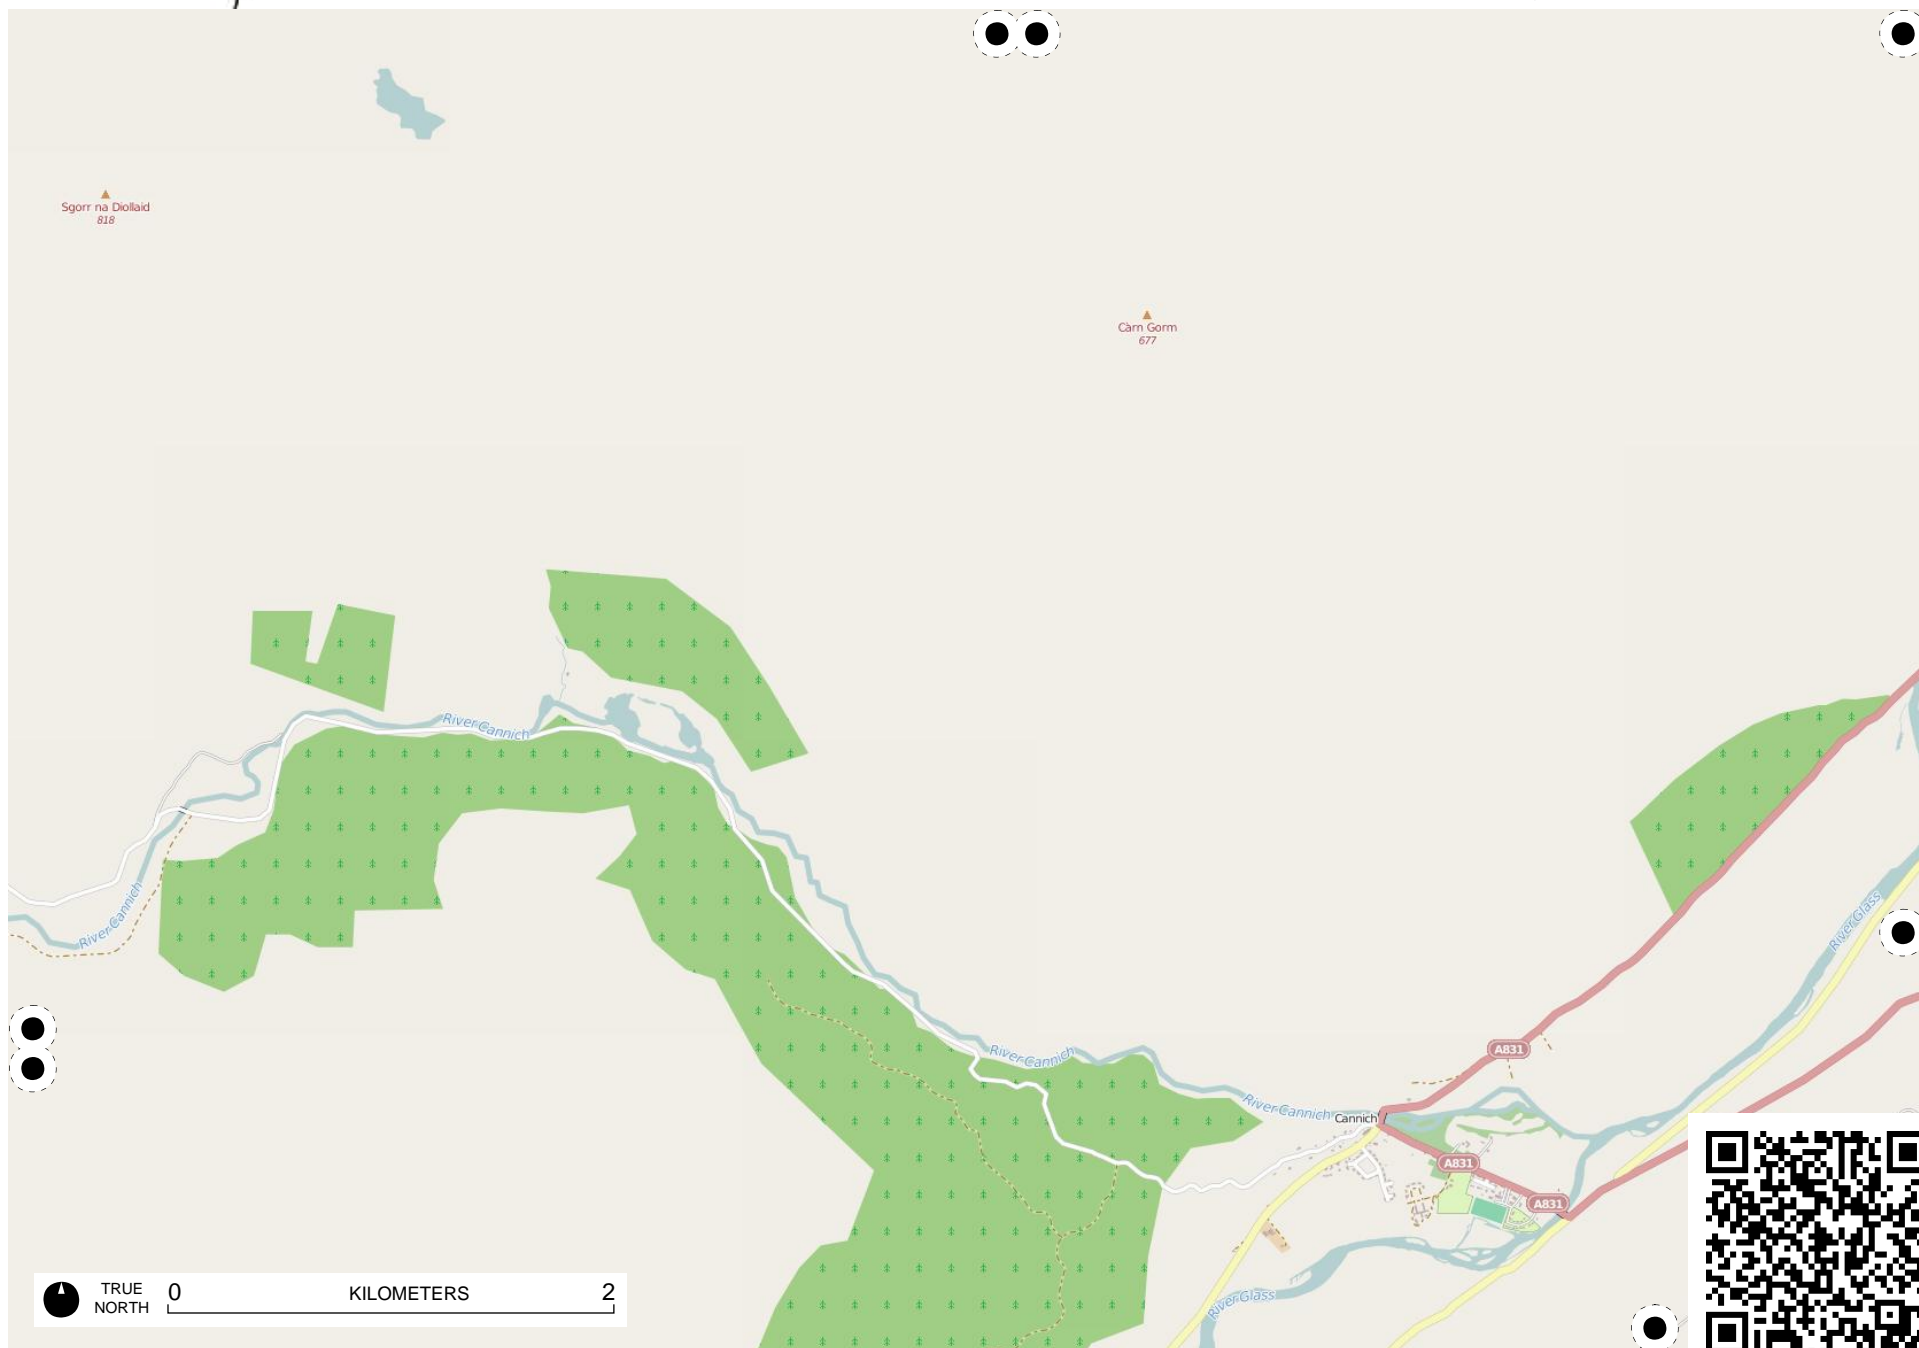 Sgorr na Diollaid
818
Càrn Gorm
677
River Cannich
River Cannich
River Glass
River Cannich
A831
River Cannich
Cannich
A831
A831
River Glass
TRUE
NORTH
0 KILOMETERS 2